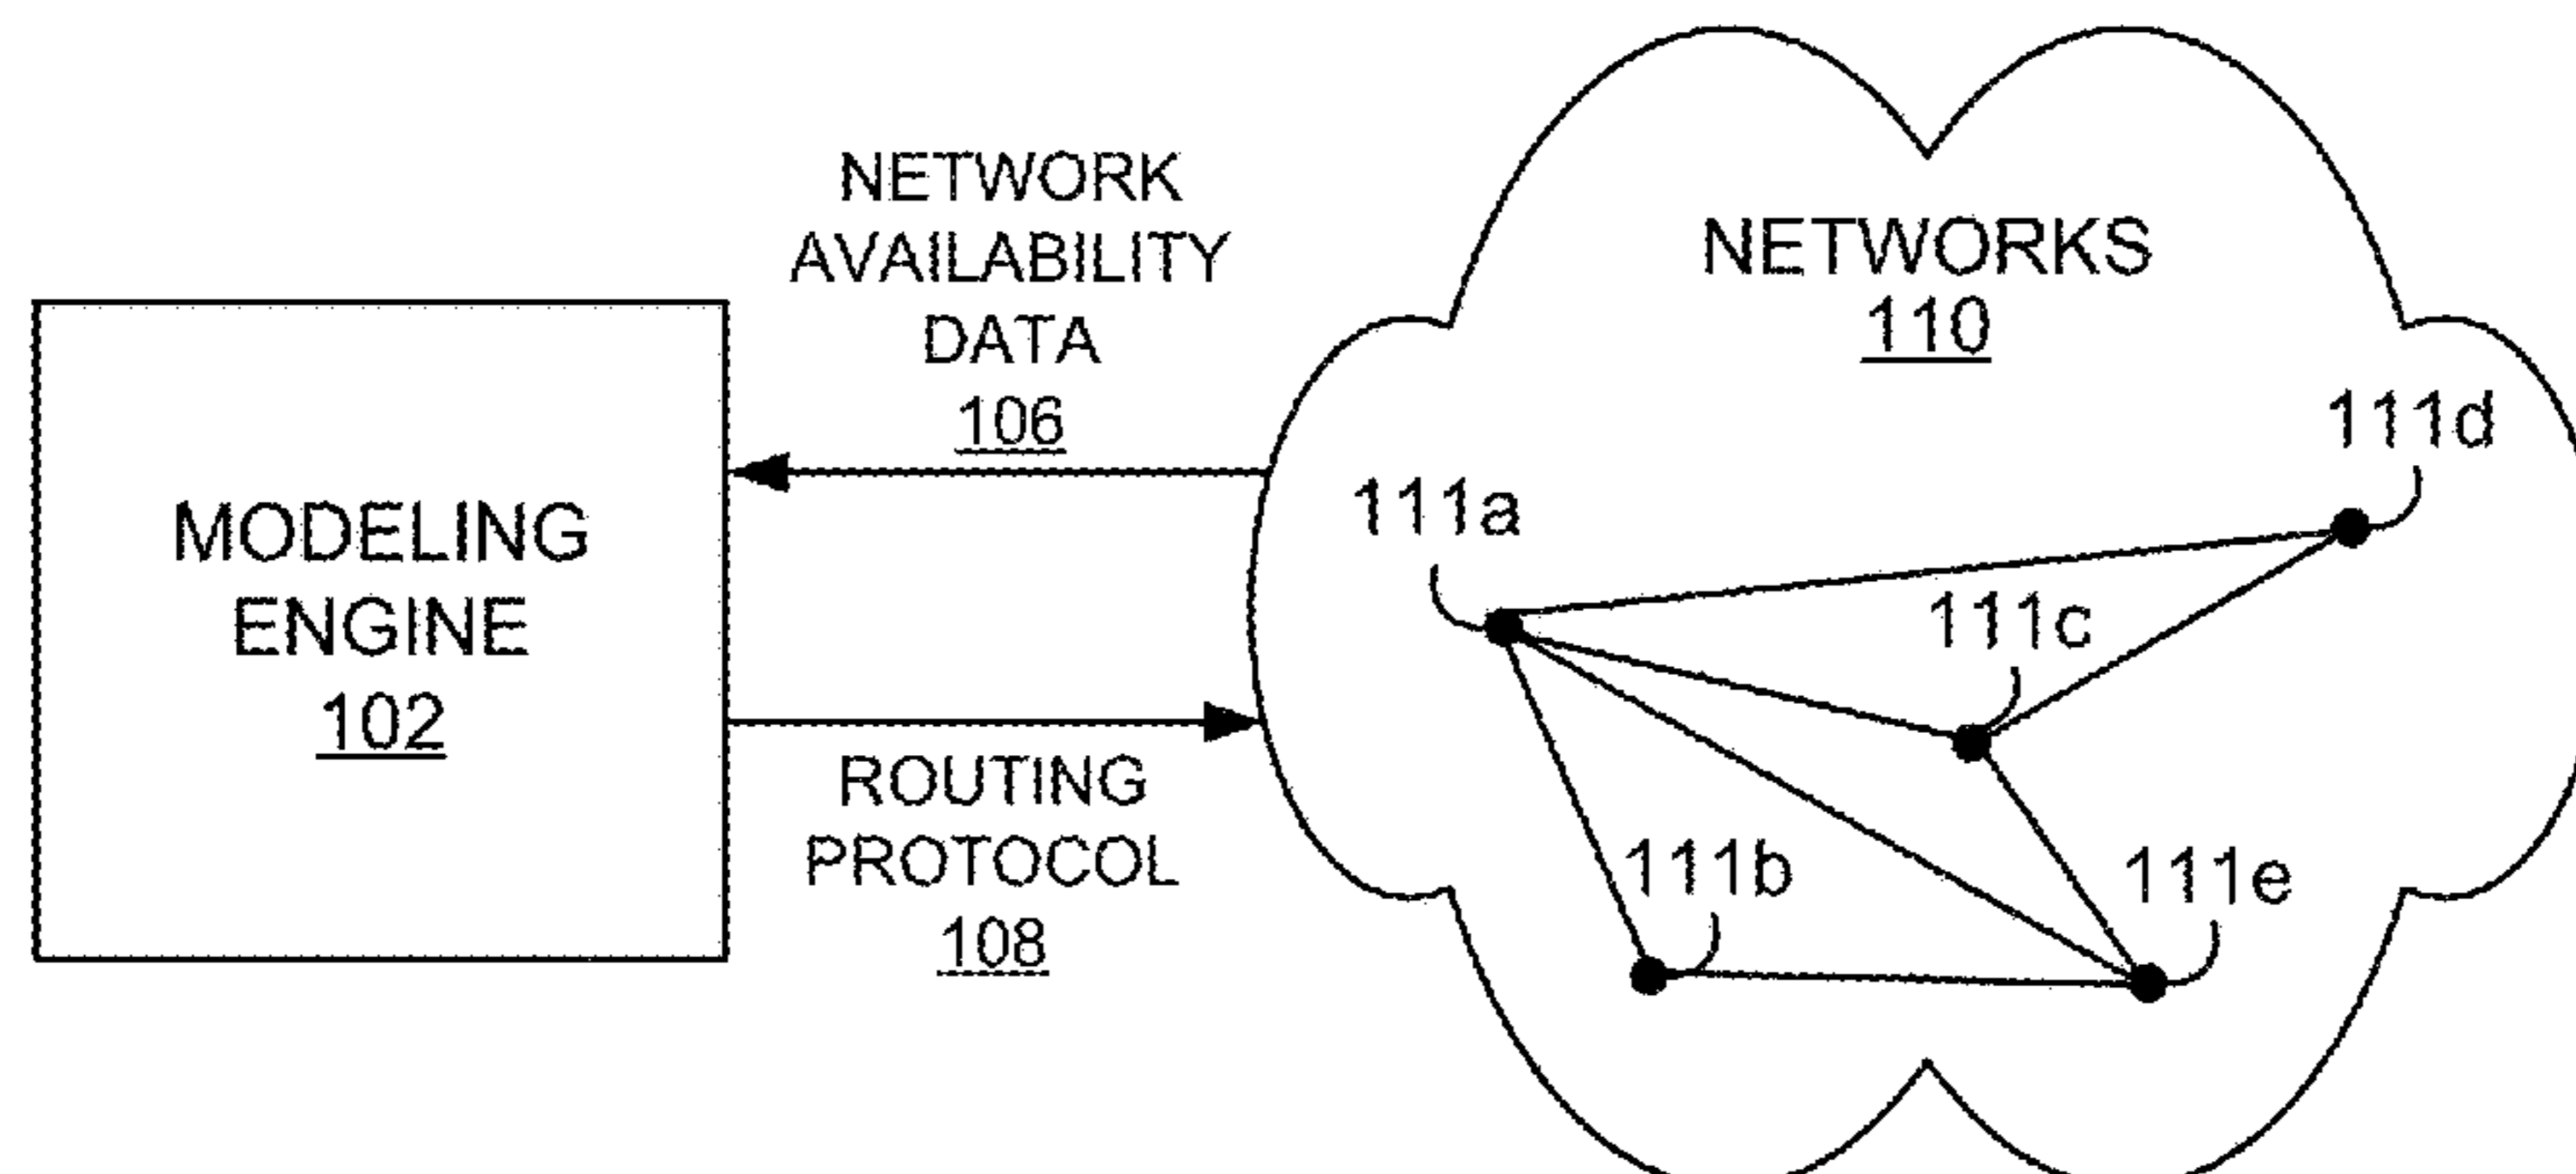 NETWORK
AVAILABILITY
DATA
106
MODELING
ENGINE
102
ROUTING
PROTOCOL
108
NETWORKS
110
111d
111a
111c
111b
111e